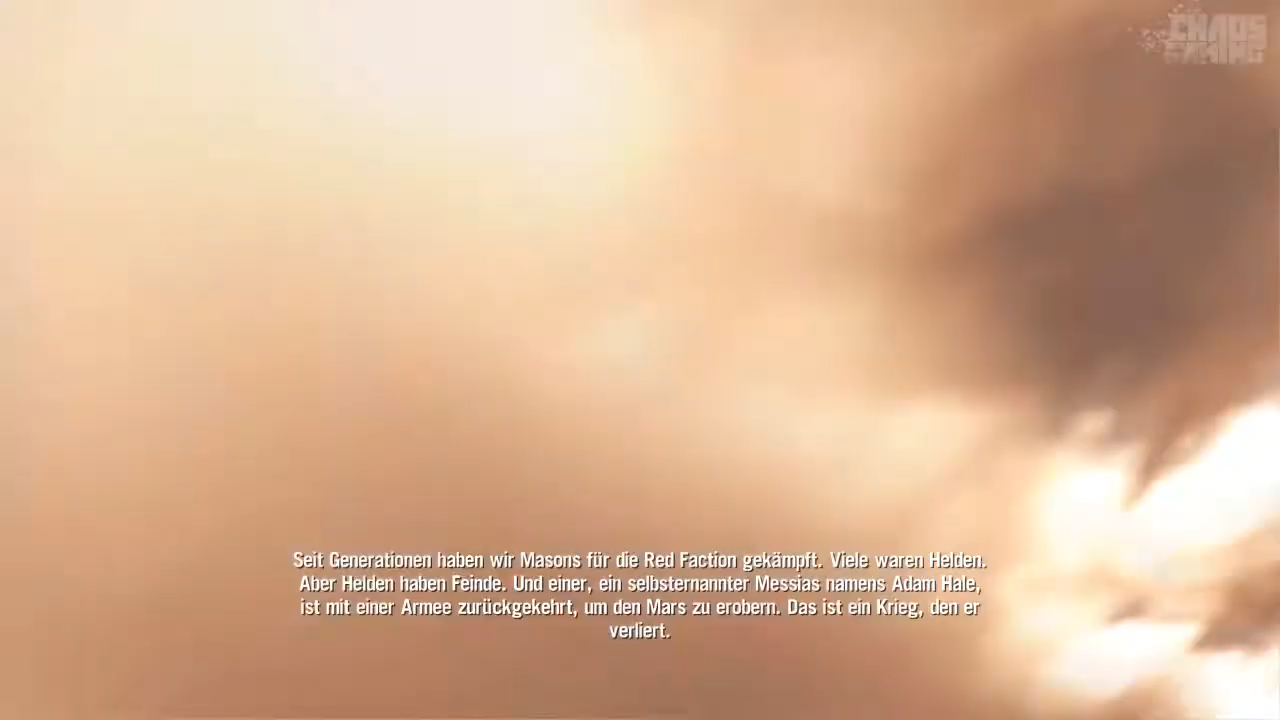 CHAOS
GAMING
Seit Generationen haben wir Masons für die Red Faction gekämpft. Viele waren Helden.
Aber Helden haben Feinde. Und einer, ein selbsternannter Messias namens Adam Hale,
ist mit einer Armee zurückgekehrt, um den Mars zu erobern. Das ist ein Krieg, den er
verliert.